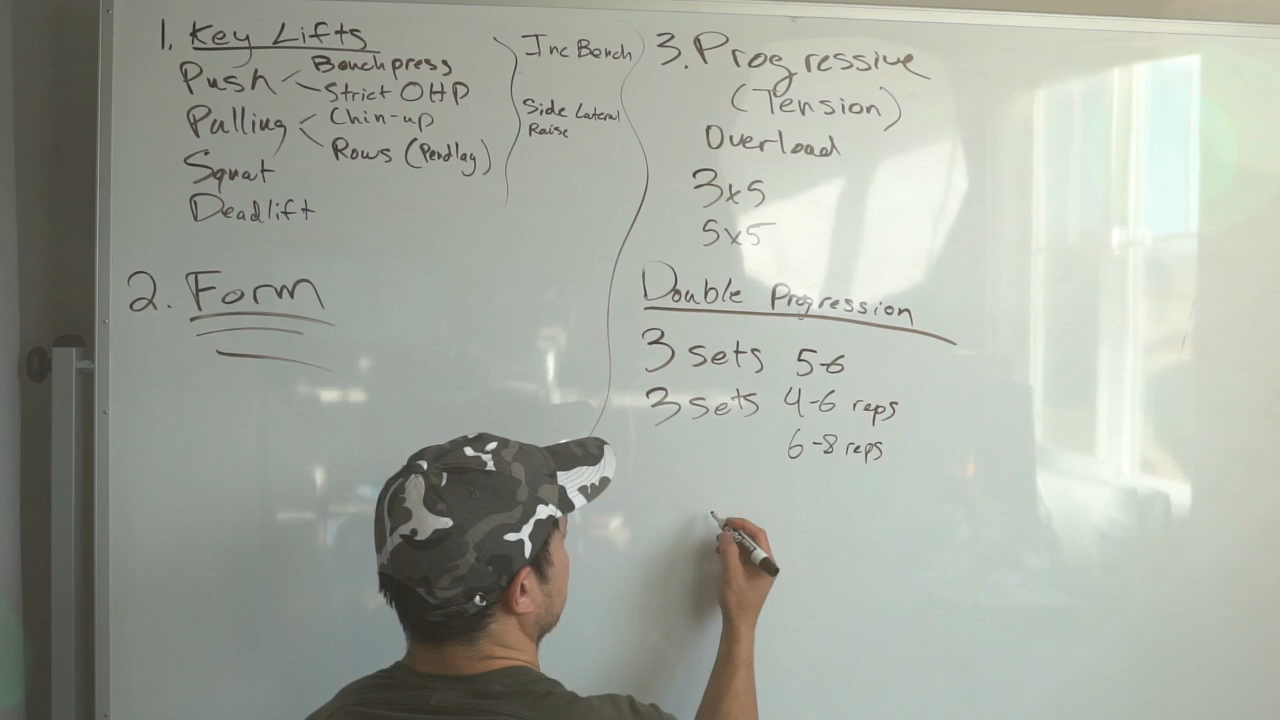 1. Key Lifts
Push
Benchpress
Strict OHP
Pulling
Chin-up
Rows (Pendlay)
Squat
Deadlift
Inc Bench
Side Lateral
Raise
2. Form
3. Progressive
(Tension)
Overload
3x5
5x5
Double Progression
3 sets 5-6
3 sets 4-6 reps
6-8 reps